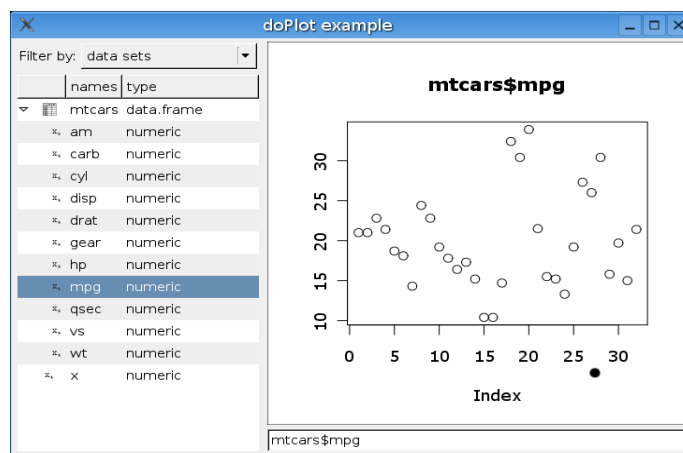 doPlot example
Filter by: data sets
names type
mtcars data.frame
x, am numeric
x, carb numeric
x, cyl numeric
x, disp numeric
x, drat numeric
x, gear numeric
x, hp numeric
x, mpg numeric
x, qsec numeric
x, vs numeric
x, wt numeric
x, x numeric
mtcars$mpg
30
25
20
15
10
0 5 10 15 20 25 30
Index
mtcars$mpg